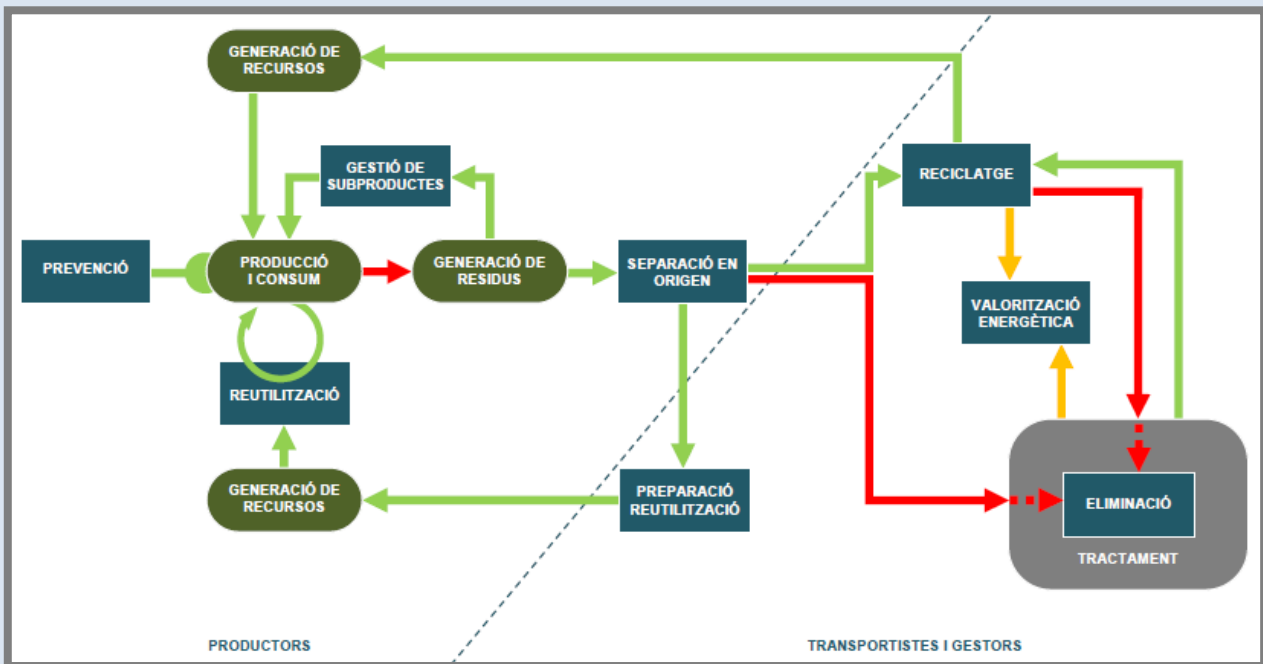 GENERACIÓ DE
RECURSOS
GESTIÓ DE
SUBPRODUCTES
RECICLATGE
PREVENCIÓ
PRODUCCIÓ
I CONSUM
GENERACIÓ DE
RESIDUS
SEPARACIÓ EN
ORIGEN
VALORITZACIÓ
ENERGÈTICA
REUTILITZACIÓ
GENERACIÓ DE
RECURSOS
PREPARACIÓ
REUTILITZACIÓ
ELIMINACIÓ
TRACTAMENT
PRODUCTORS
TRANSPORTISTES I GESTORS